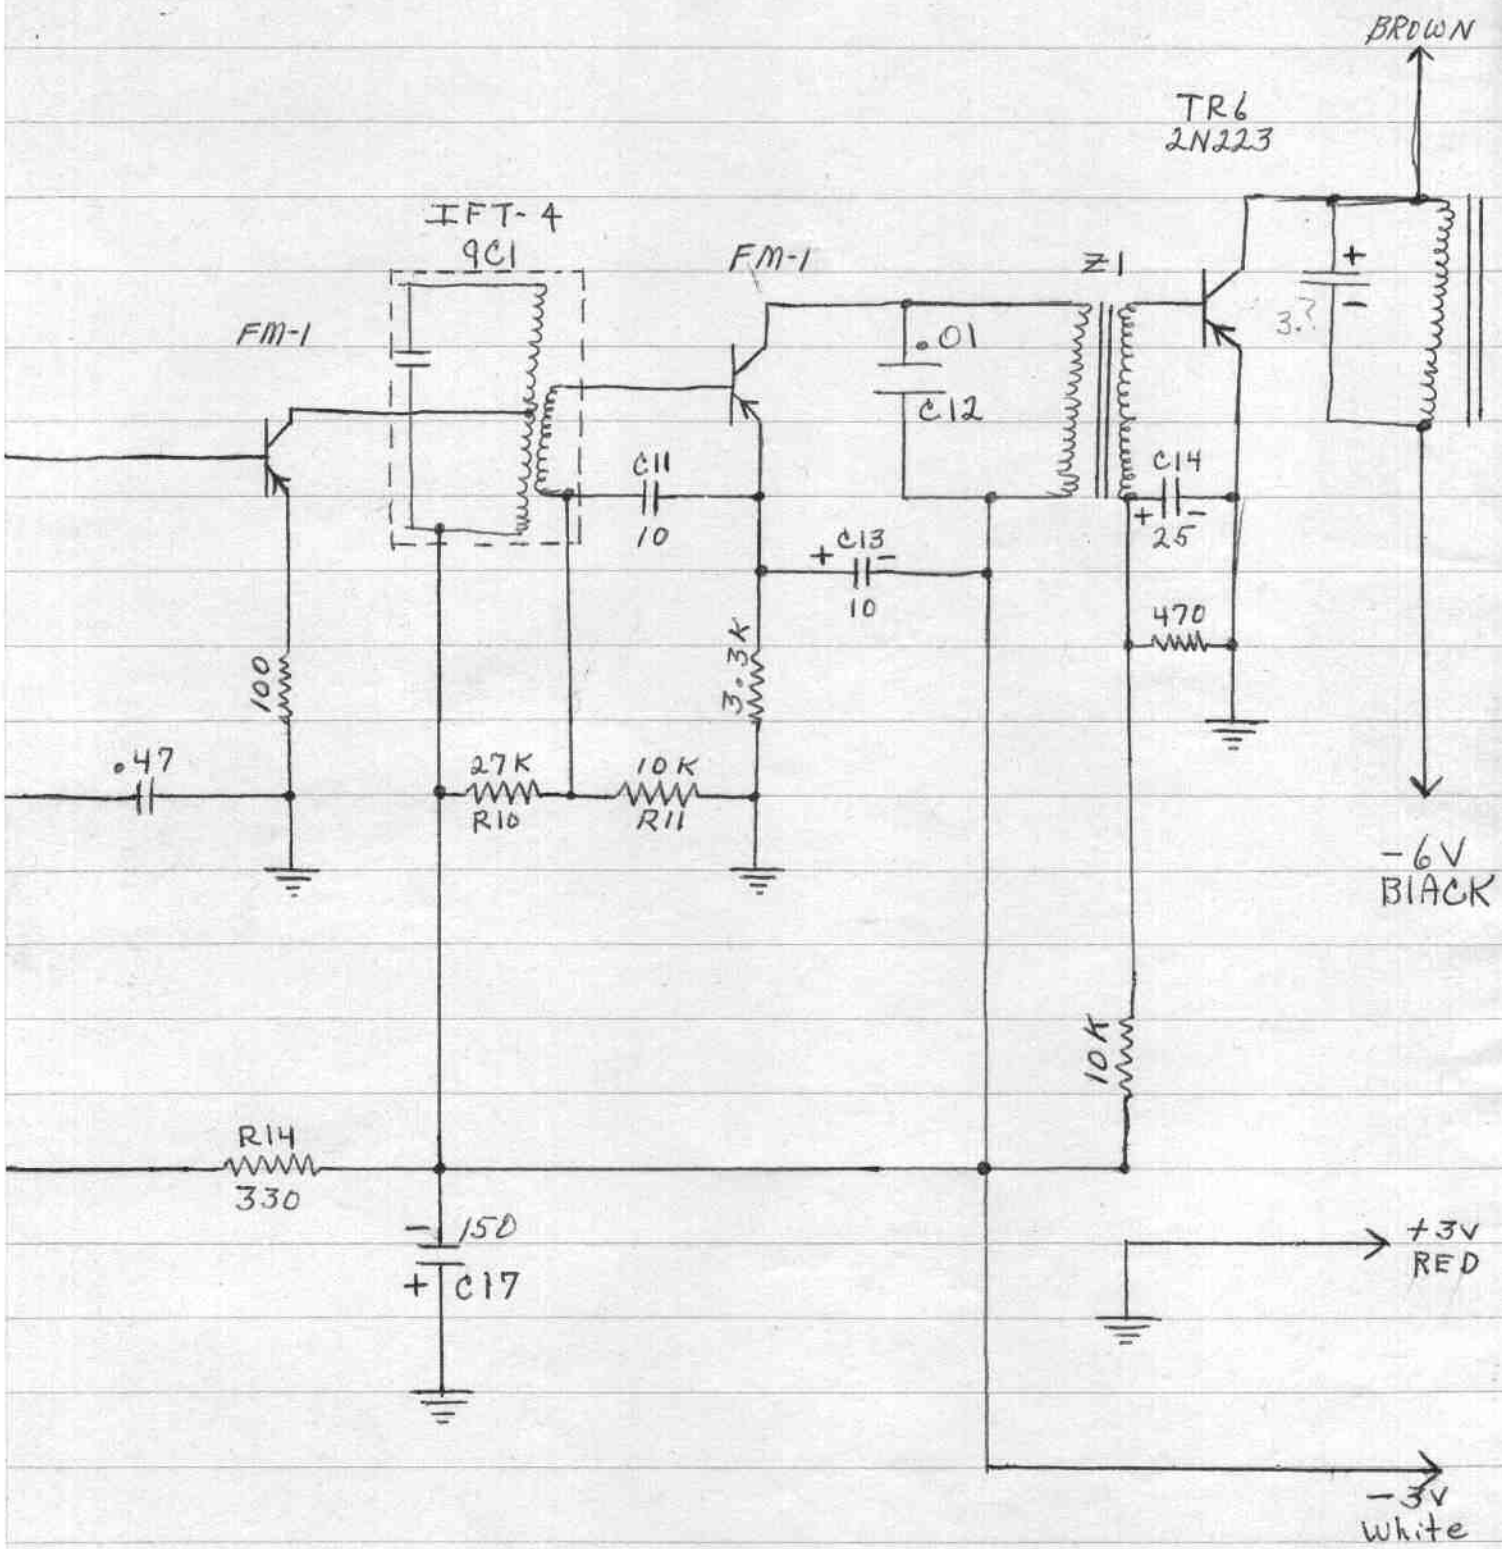 BROWN
TR6
2N223
IFT-4
9C1
FM-1
Z1
FM-1
+
-
3.?
.01
C12
C11
10
C14
+ -
25
+ C13 -
10
470
100
3.3K
.47
27K
R10
10K
R11
-6V
BlACK
10K
R14
330
- 150
+ C17
+3V
RED
-3V
White